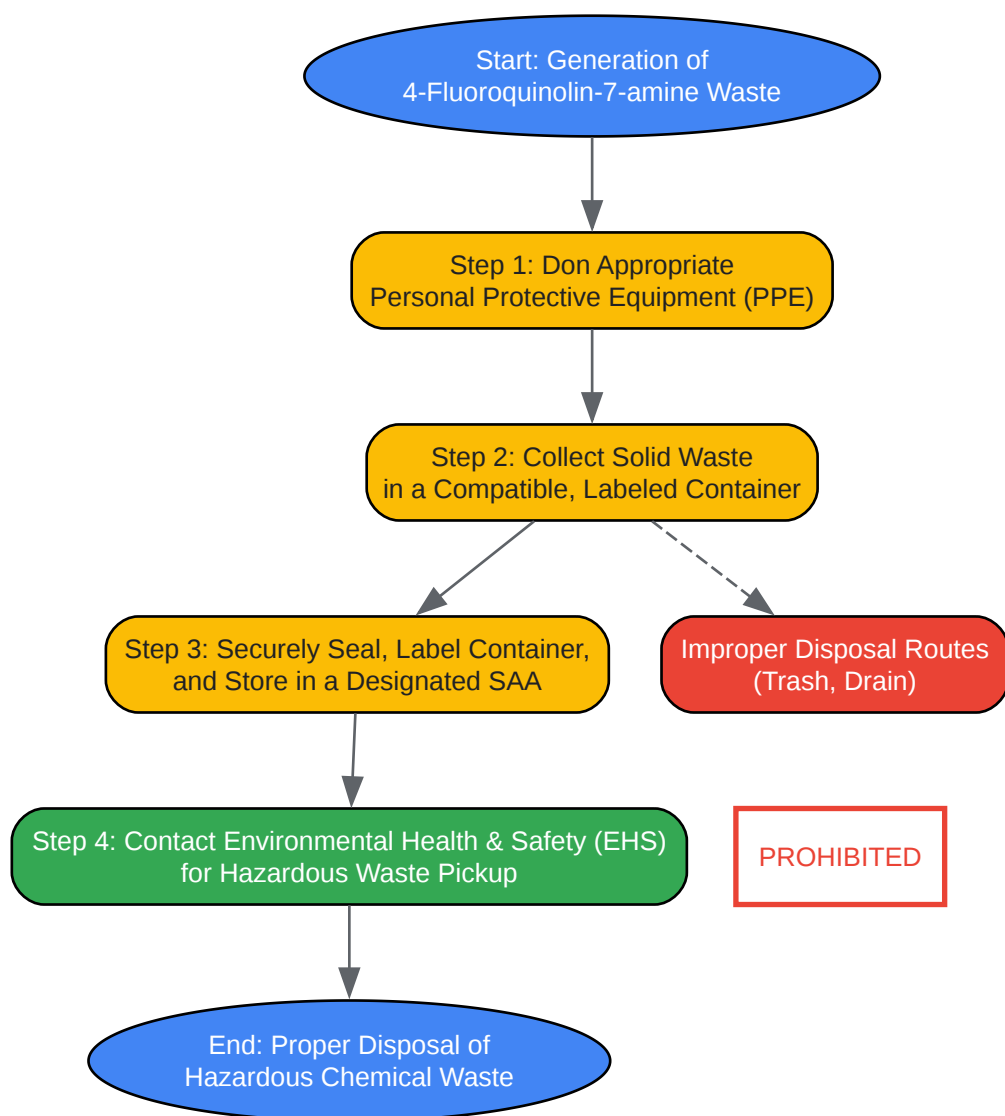 Start: Generation of
4-Fluoroquinolin-7-amine Waste
Step 1: Don Appropriate
Personal Protective Equipment (PPE)
Step 2: Collect Solid Waste
in a Compatible, Labeled Container
Step 3: Securely Seal, Label Container,
and Store in a Designated SAA
Improper Disposal Routes
(Trash, Drain)
Step 4: Contact Environmental Health & Safety (EHS)
for Hazardous Waste Pickup
PROHIBITED
End: Proper Disposal of
Hazardous Chemical Waste